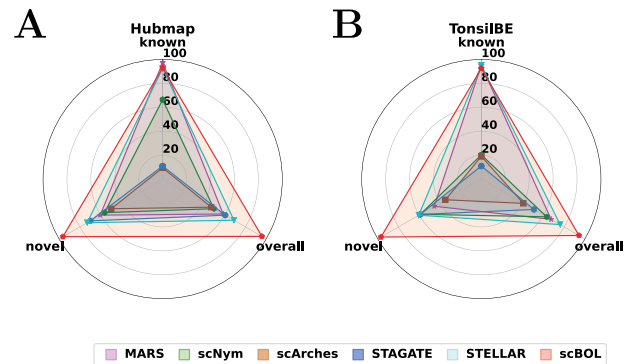 A
Hubmap
known
100
80
60
40
20
novel
overall
B
TonsilBE
known
100
80
60
40
20
novel
overall
MARS scNym scArches STAGATE STELLAR scBOL